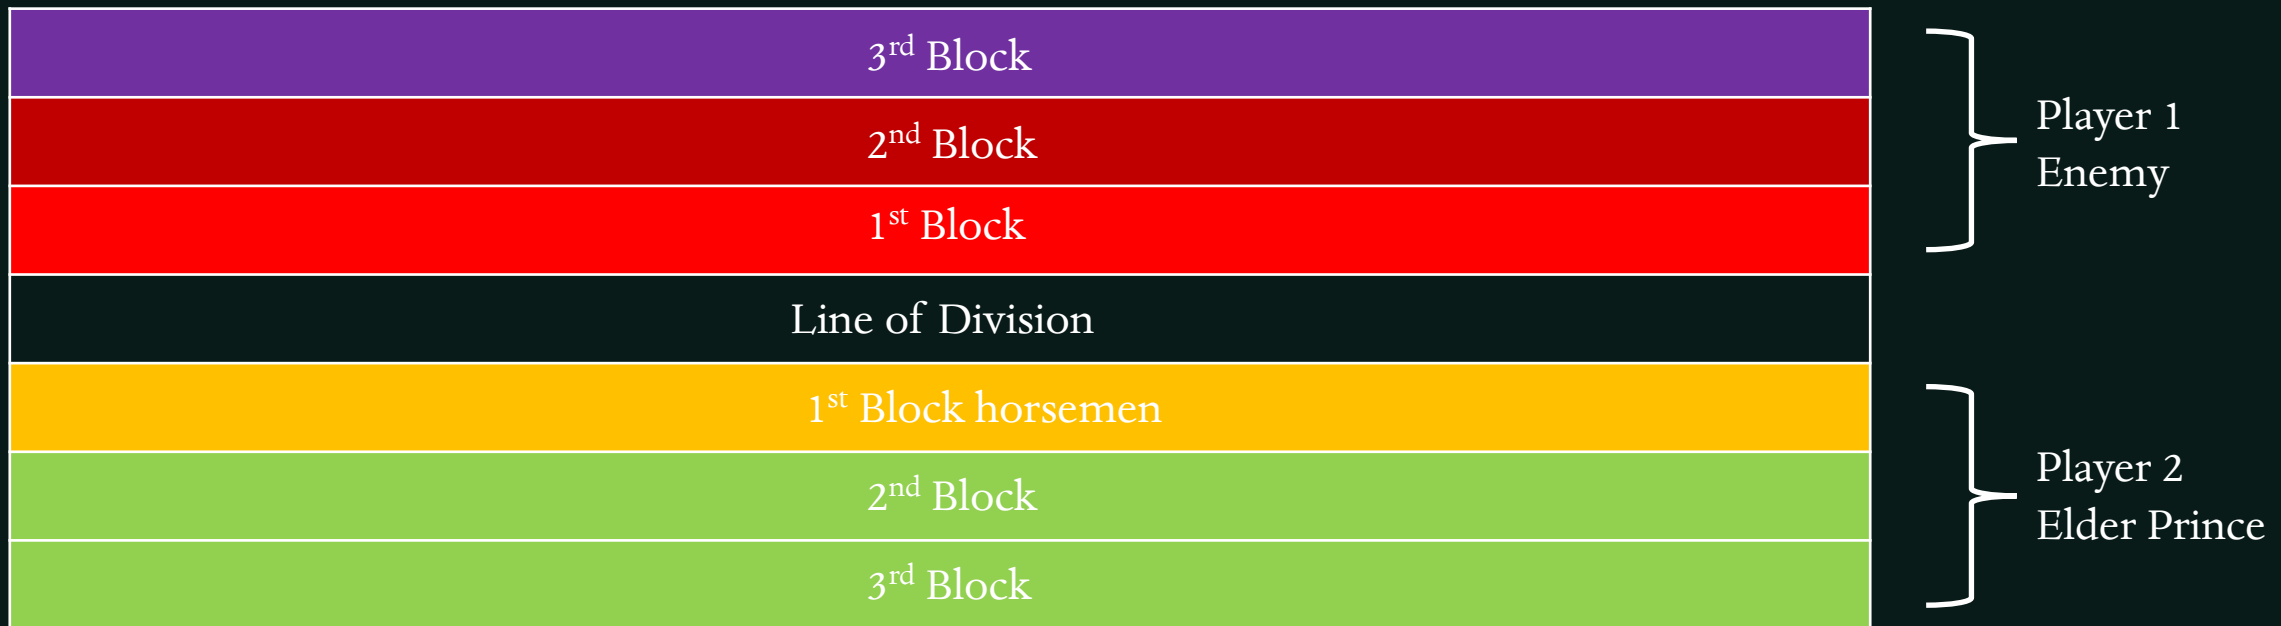 3rd Block
2nd Block
1st Block
Player 1
Enemy
Line of Division
1st Block horsemen
2nd Block
3rd Block
Player 2
Elder Prince